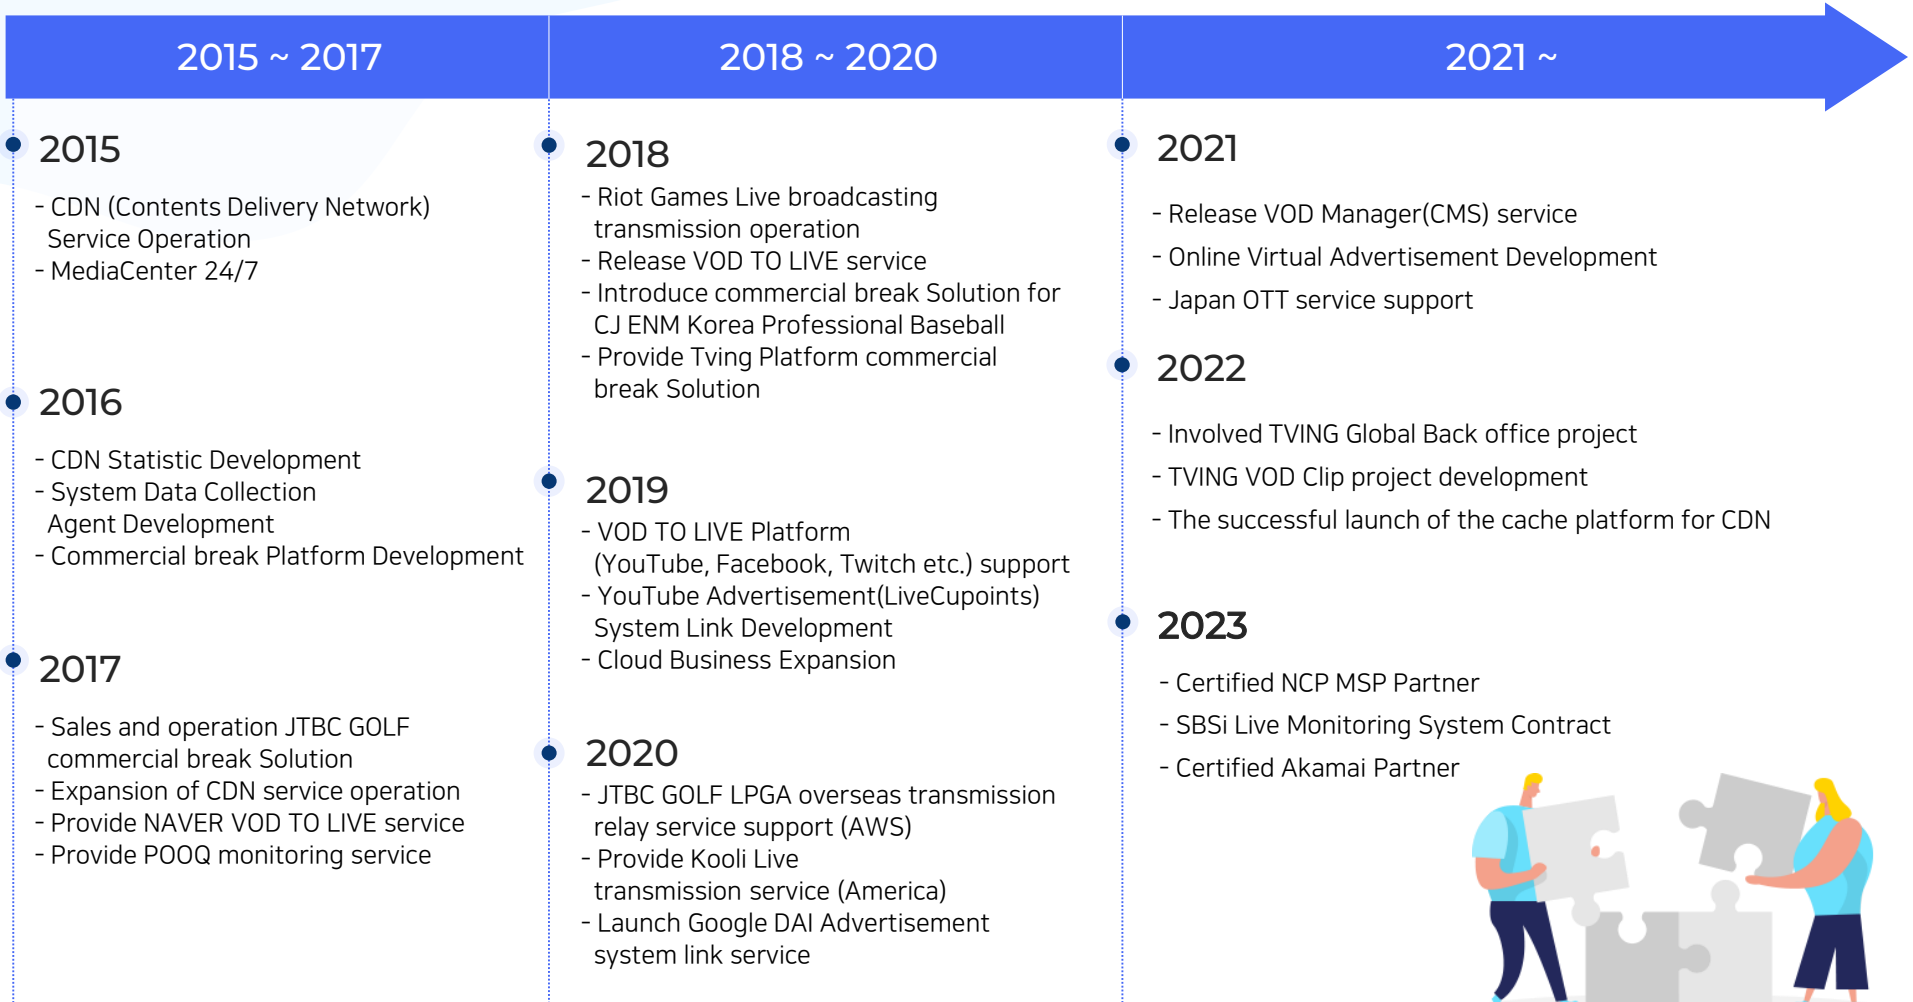 2015 ~ 2017
2018 ~ 2020
2021 ~
2015
- CDN (Contents Delivery Network)
Service Operation
- MediaCenter 24/7
2016
- CDN Statistic Development
- System Data Collection
Agent Development
- Commercial break Platform Development
2017
- Sales and operation JTBC GOLF
commercial break Solution
- Expansion of CDN service operation
- Provide NAVER VOD TO LIVE service
- Provide POOQ monitoring service
2018
- Riot Games Live broadcasting
transmission operation
- Release VOD TO LIVE service
- Introduce commercial break Solution for
CJ ENM Korea Professional Baseball
- Provide Tving Platform commercial
break Solution
2019
- VOD TO LIVE Platform
(YouTube, Facebook, Twitch etc.) support
- YouTube Advertisement(LiveCupoints)
System Link Development
- Cloud Business Expansion
2020
- JTBC GOLF LPGA overseas transmission
relay service support (AWS)
- Provide Kooli Live
transmission service (America)
- Launch Google DAI Advertisement
system link service
2021
- Release VOD Manager(CMS) service
- Online Virtual Advertisement Development
- Japan OTT service support
2022
- Involved TVING Global Back office project
- TVING VOD Clip project development
- The successful launch of the cache platform for CDN
2023
- Certified NCP MSP Partner
- SBSi Live Monitoring System Contract
- Certified Akamai Partner